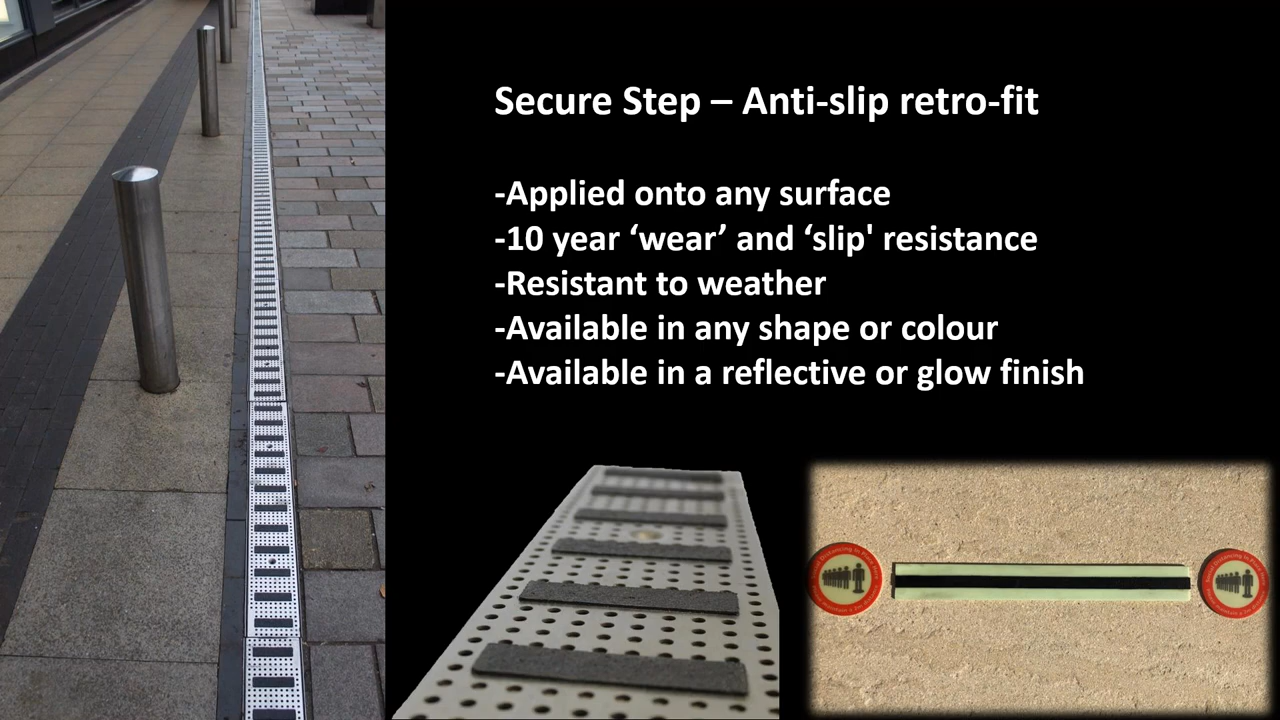 Secure Step – Anti-slip retro-fit
-Applied onto any surface
-10 year ‘wear’ and ‘slip' resistance
-Resistant to weather
-Available in any shape or colour
-Available in a reflective or glow finish